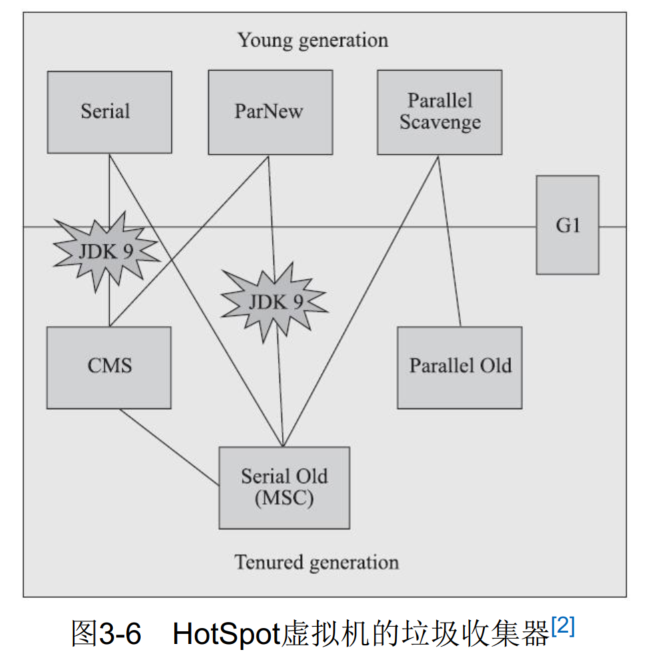 Young generation
Serial
ParNew
Parallel
Scavenge
G1
JDK 9
JDK 9
CMS
Parallel Old
Serial Old
(MSC)
Tenured generation
图3-6 HotSpot虚拟机的垃圾收集器[2]